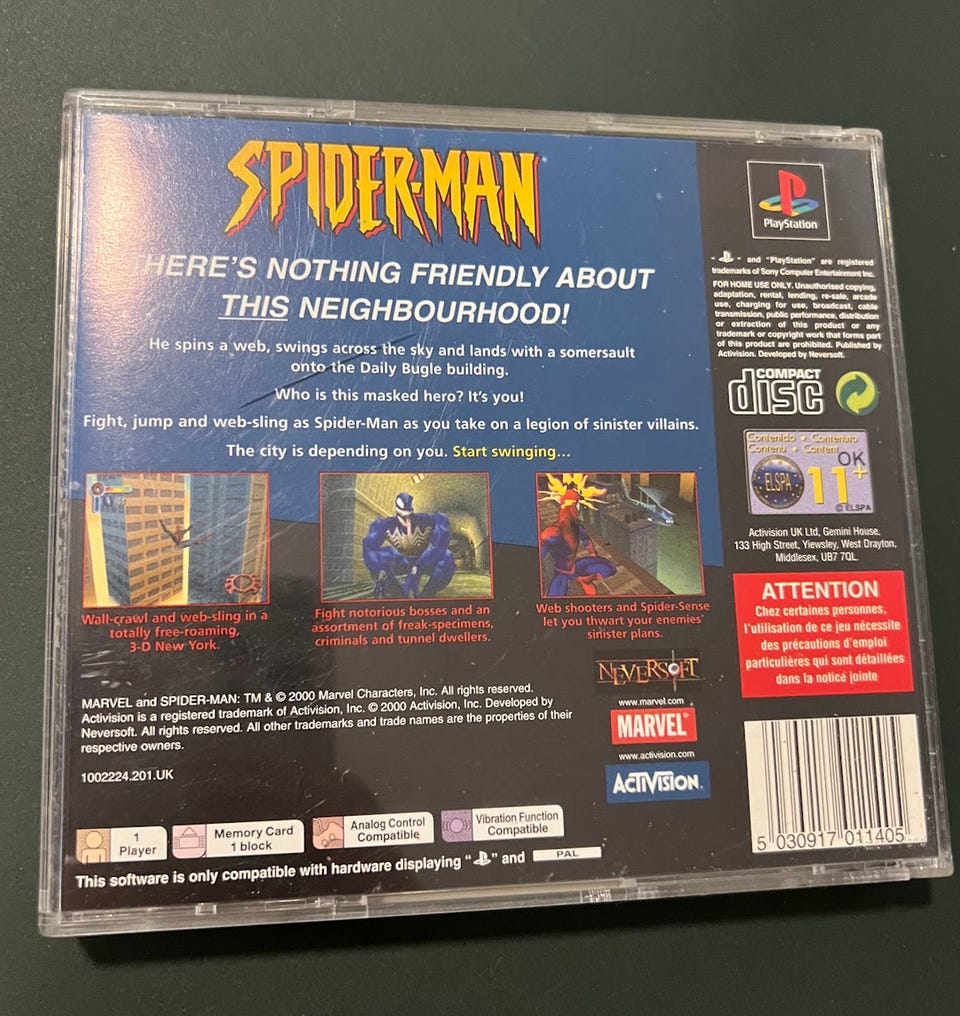 SPIDER-MAN
HERE'S NOTHING FRIENDLY ABOUT
THIS NEIGHBOURHOOD!
He spins a web, swings across the sky and lands with a somersault
onto the Daily Bugle building.
Who is this masked hero? It's you!
Fight, jump and web-sling as Spider-Man as you take on a legion of sinister villains.
The city is depending on you. Start swinging...
Wall-crawl and web-sling in a
totally free-roaming,
3-D New York.
Fight notorious bosses and an
assortment of freak-specimens,
criminals and tunnel dwellers.
Web shooters and Spider-Sense
let you thwart your enemies'
sinister plans.
MARVEL and SPIDER-MAN: TM & © 2000 Marvel Characters, Inc. All rights reserved.
Activision is a registered trademark of Activision, Inc. © 2000 Activision, Inc. Developed by
Neversoft. All rights reserved. All other trademarks and trade names are the properties of their
respective owners.
1002224.201.UK
NEVERSOFT
www.marvel.com
MARVEL®
www.activision.com
ACTIVISION.
1
Player
Memory Card
1 block
Analog Control
Compatible
Vibration Function
Compatible
This software is only compatible with hardware displaying " " and PAL
PlayStation
" " and "PlayStation" are registered
trademarks of Sony Computer Entertainment Inc.
FOR HOME USE ONLY. Unauthorised copying,
adaptation, rental, lending, re-sale, arcade
use, charging for use, broadcast, cable
transmission, public performance, distribution
or extraction of this product or any
trademark or copyright work that forms part
of this product are prohibited. Published by
Activision. Developed by Neversoft.
COMPACT
disc
Contenido • Contenuto
Contenu • Content
OK
ELSPA
11+
© ELSPA
Activision UK Ltd, Gemini House,
133 High Street, Yiewsley, West Drayton,
Middlesex, UB7 7QL.
ATTENTION
Chez certaines personnes,
l'utilisation de ce jeu nécessite
des précautions d'emploi
particulières qui sont détaillées
dans la notice jointe
5 030917 011405